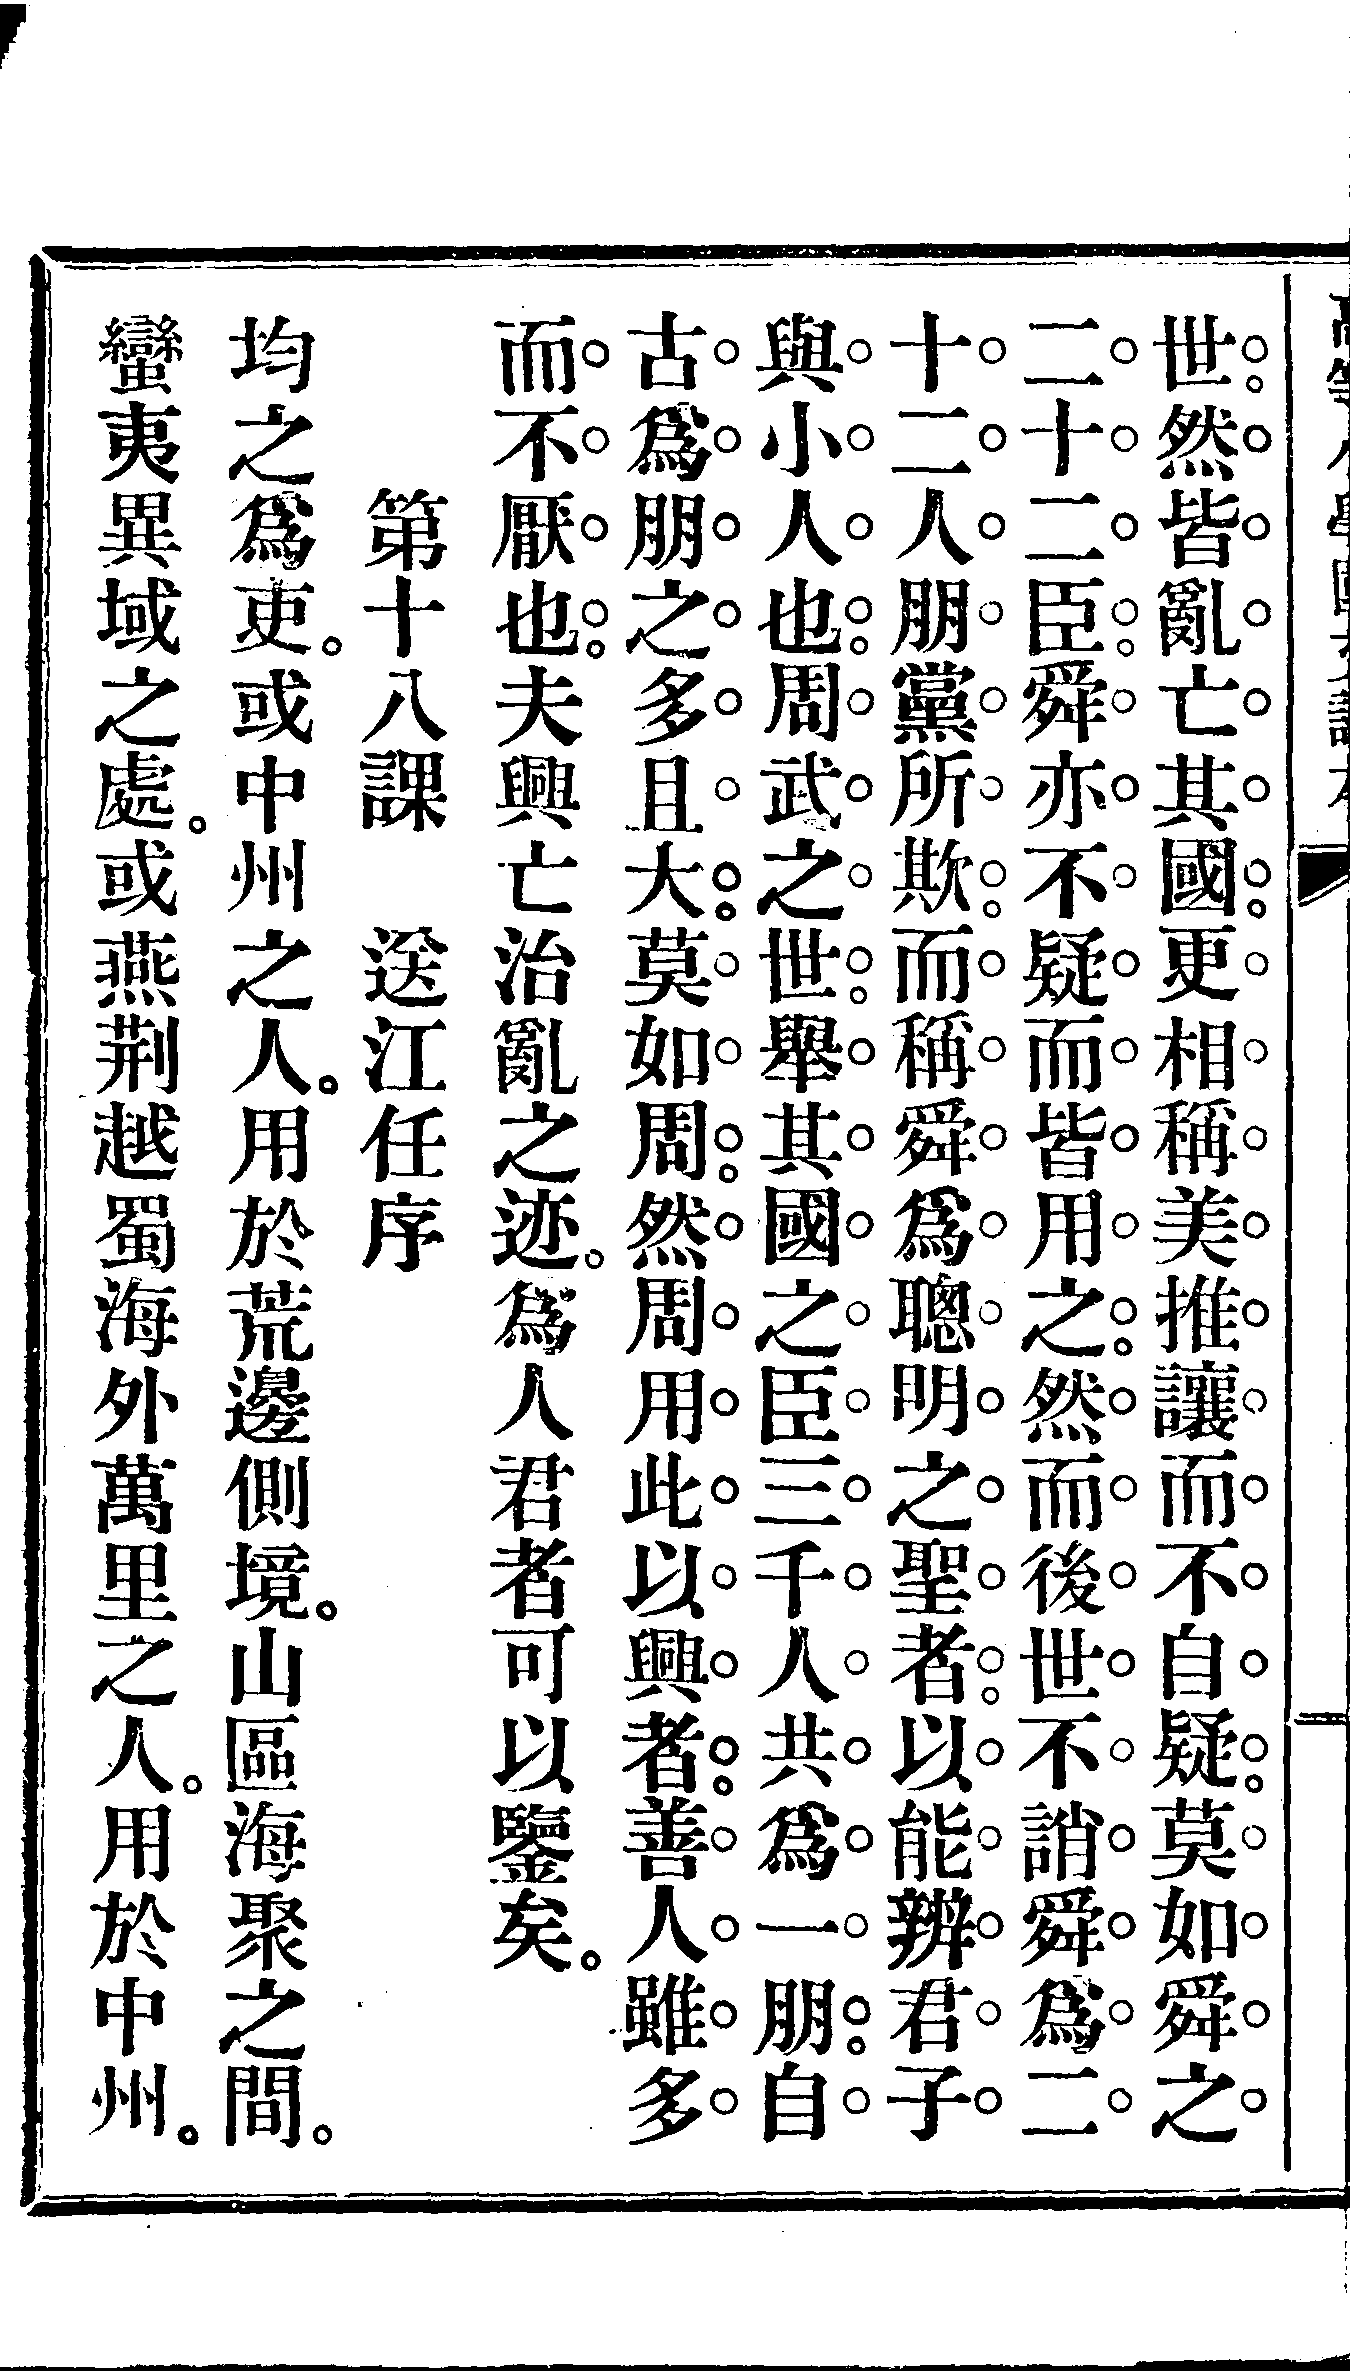 世。然皆亂亡其國。更相稱美推讓而不自疑。莫如舜之
二十二臣。舜亦不疑而皆用之。然而後世不誚舜爲二
十二人朋黨所欺。而稱舜爲聰明之聖者。以能辨君子
與小人也。周武之世。舉其國之臣三千人共爲一朋。自
古爲朋之多且大。莫如周。然周用此以興者。善人雖多
而不厭也。夫興亡治亂之迹。爲人君者可以鑒矣。
第十八課　送江任序
均之爲吏。或中州之人。用於荒邊側境。山區海聚之間。
蠻夷異域之處。或燕荆越蜀海外萬里之人。用於中州。